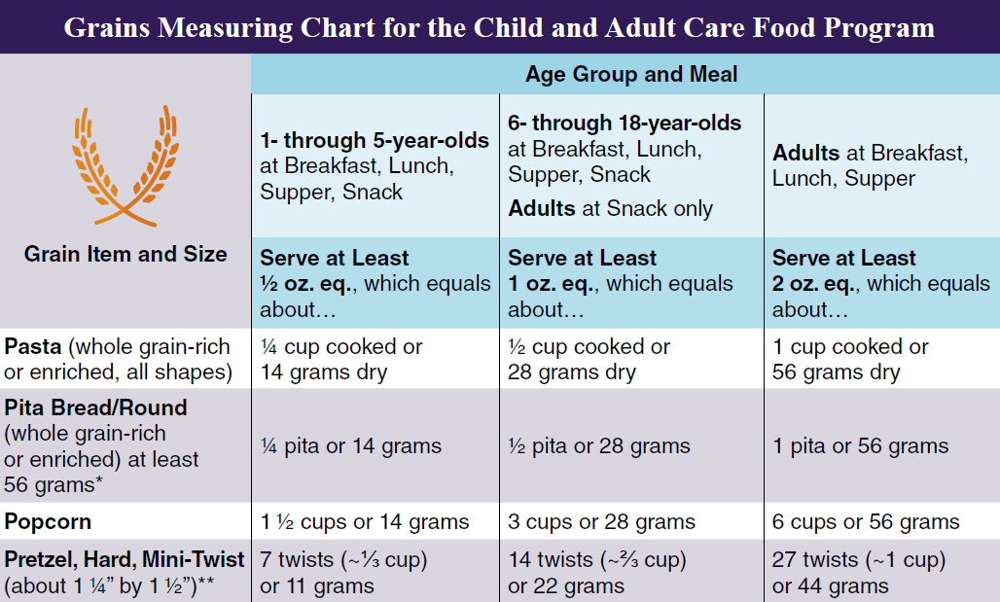 Grains Measuring Chart for the Child and Adult Care Food Program
Grain Item and Size
Age Group and Meal
1- through 5-year-olds
at Breakfast, Lunch,
Supper, Snack
6- through 18-year-olds
at Breakfast, Lunch,
Supper, Snack
Adults at Snack only
Adults at Breakfast,
Lunch, Supper
Serve at Least
½ oz. eq., which equals
about…
Serve at Least
1 oz. eq., which equals
about…
Serve at Least
2 oz. eq., which equals
about…
Pasta (whole grain-rich
or enriched, all shapes)
¼ cup cooked or
14 grams dry
½ cup cooked or
28 grams dry
1 cup cooked or
56 grams dry
Pita Bread/Round
(whole grain-rich
or enriched) at least
56 grams*
¼ pita or 14 grams
½ pita or 28 grams
1 pita or 56 grams
Popcorn
1 ½ cups or 14 grams
3 cups or 28 grams
6 cups or 56 grams
Pretzel, Hard, Mini-Twist
(about 1 ¼” by 1 ½”)**
7 twists (~⅓ cup)
or 11 grams
14 twists (~⅔ cup)
or 22 grams
27 twists (~1 cup)
or 44 grams